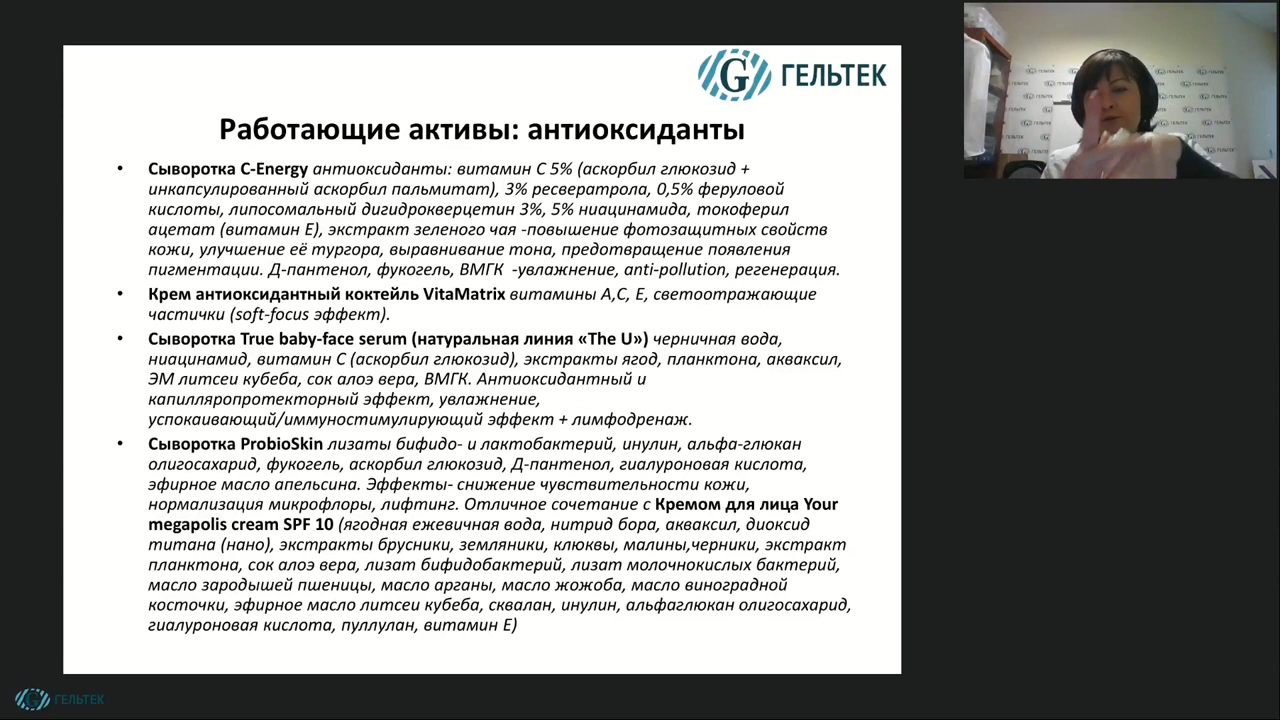 ГЕЛЬТЕК
Работающие активы: антиоксиданты
• Сыворотка C-Energy антиоксиданты: витамин С 5% (аскорбил глюкозид +
инкапсулированный аскорбил пальмитат), 3% ресвератрола, 0,5% феруловой
кислоты, липосомальный дигидрокверцетин 3%, 5% ниацинамида, токоферил
ацетат (витамин Е), экстракт зеленого чая -повышение фотозащитных свойств
кожи, улучшение её тургора, выравнивание тона, предотвращение появления
пигментации. Д-пантенол, фукогель, ВМГК -увлажнение, anti-pollution, регенерация.
• Крем антиоксидантный коктейль VitaMatrix витамины А,С, Е, светоотражающие
частички (soft-focus эффект).
• Сыворотка True baby-face serum (натуральная линия «The U») черничная вода,
ниацинамид, витамин С (аскорбил глюкозид), экстракты ягод, планктона, акваксил,
ЭМ литсеи кубеба, сок алоэ вера, ВМГК. Антиоксидантный и
капилляропротекторный эффект, увлажнение,
успокаивающий/иммуностимулирующий эффект + лимфодренаж.
• Сыворотка ProbioSkin лизаты бифидо- и лактобактерий, инулин, альфа-глюкан
олигосахарид, фукогель, аскорбил глюкозид, Д-пантенол, гиалуроновая кислота,
эфирное масло апельсина. Эффекты- снижение чувствительности кожи,
нормализация микрофлоры, лифтинг. Отличное сочетание с Кремом для лица Your
megapolis cream SPF 10 (ягодная ежевичная вода, нитрид бора, акваксил, диоксид
титана (нано), экстракты брусники, земляники, клюквы, малины,черники, экстракт
планктона, сок алоэ вера, лизат бифидобактерий, лизат молочнокислых бактерий,
масло зародышей пшеницы, масло арганы, масло жожоба, масло виноградной
косточки, эфирное масло литсеи кубеба, сквалан, инулин, альфаглюкан олигосахарид,
гиалуроновая кислота, пуллулан, витамин Е)
ГЕЛЬТЕК